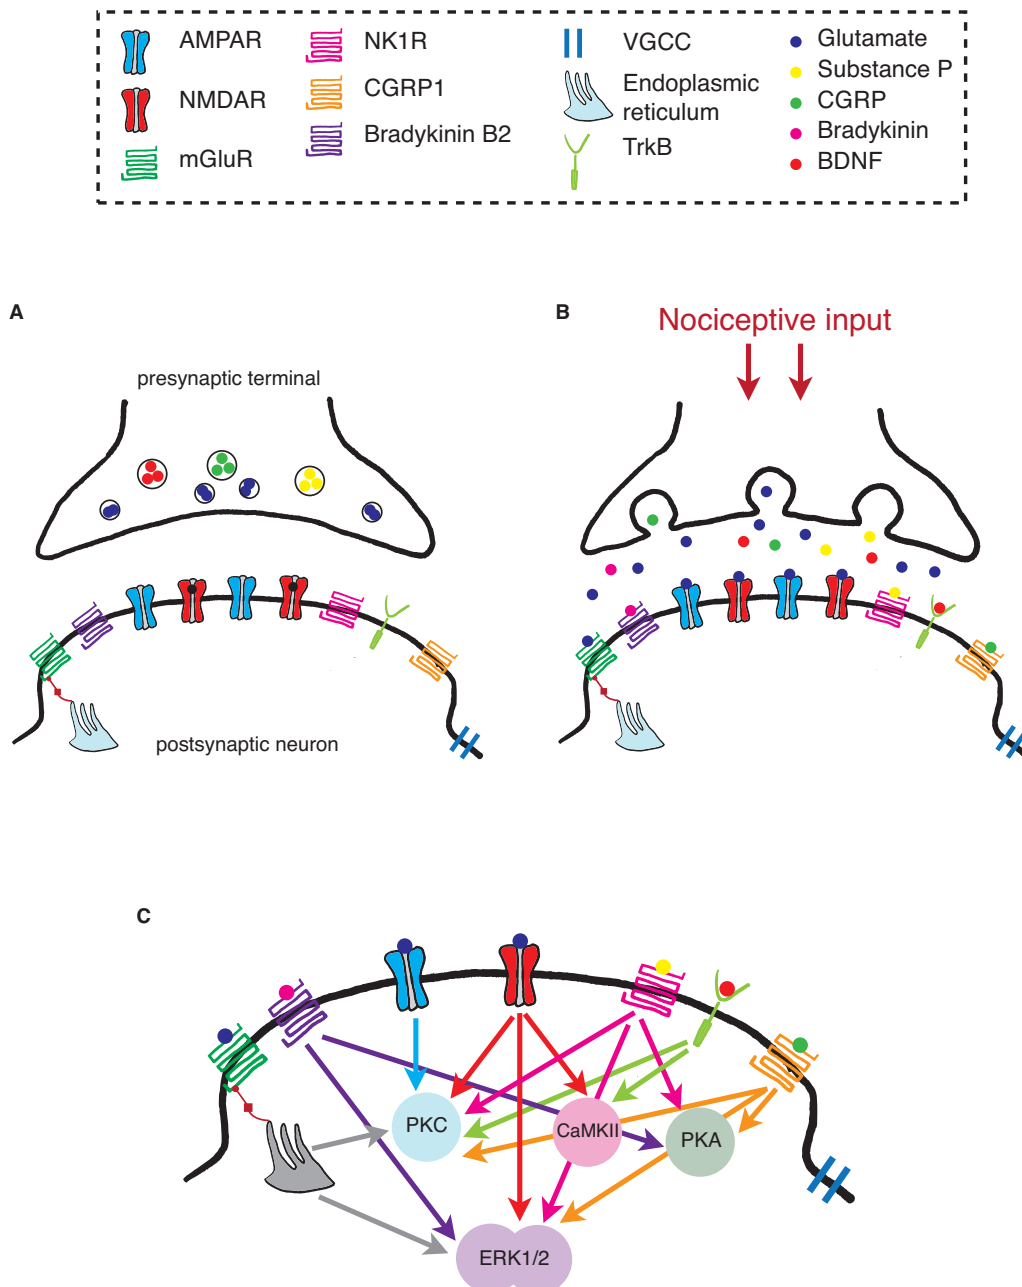 AMPAR
NMDAR
mGluR
NK1R
CGRP1
Bradykinin B2
VGCC
Endoplasmic
reticulum
TrkB
Glutamate
Substance P
CGRP
Bradykinin
BDNF
A
presynaptic terminal
postsynaptic neuron
B
Nociceptive input
C
PKC
CaMKII
PKA
ERK1/2